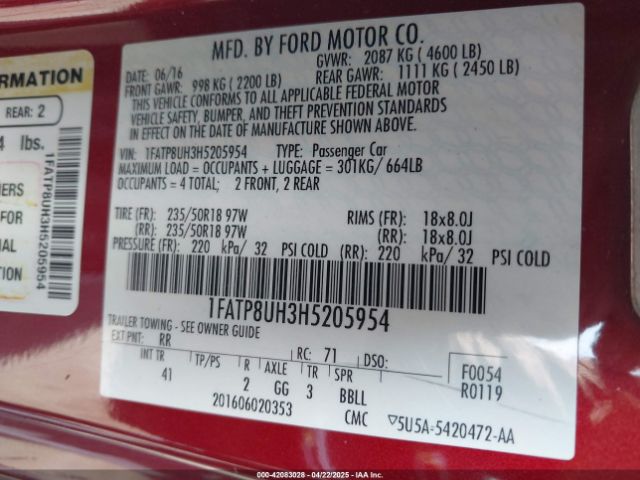 MFD. BY FORD MOTOR CO.
06/16 GVWR: 2087 KG (4600 LB)
FRONT GAWR: 998 KG (2200 LB) REAR GAWR: 1111 KG (2450 LB)
THIS VEHICLE CONFORMS TO ALL APPLICABLE FEDERAL MOTOR
VEHICLE SAFETY, BUMPER, AND THEFT PREVENTION STANDARDS
IN EFFECT ON THE DATE OF MANUFACTURE SHOWN ABOVE.
VIN: 1FATP8UH3H5205954 TYPE: Passenger Car
MAXIMUM LOAD = OCCUPANTS + LUGGAGE = 301KG/ 664LB
OCCUPANTS = 4 TOTAL; 2 FRONT, 2 REAR
TIRE (FR): 235/50R18 97W RIMS (FR): 18x8.0J
(RR): 235/50R18 97W (RR): 18x8.0J
PRESSURE (FR): 220 kPa/ 32 PSI COLD (RR): 220 kPa/ 32 PSI COLD
1FATP8UH3H5205954
TRAILER TOWING - SEE OWNER GUIDE
EXT PNT: RR RC: 71 DSO:
INT TR TP/PS R AXLE TR SPR
41 2 GG 3 BBLL
F0054
R0119
201606020353 CMC ▽5U5A-5420472-AA
ORMATION
REAR: 2
4 lbs.
IERS
FOR
NAL
TION
1FATP8UH3H5205954
000-42083028 - 04/22/2025 - IAAI.COM